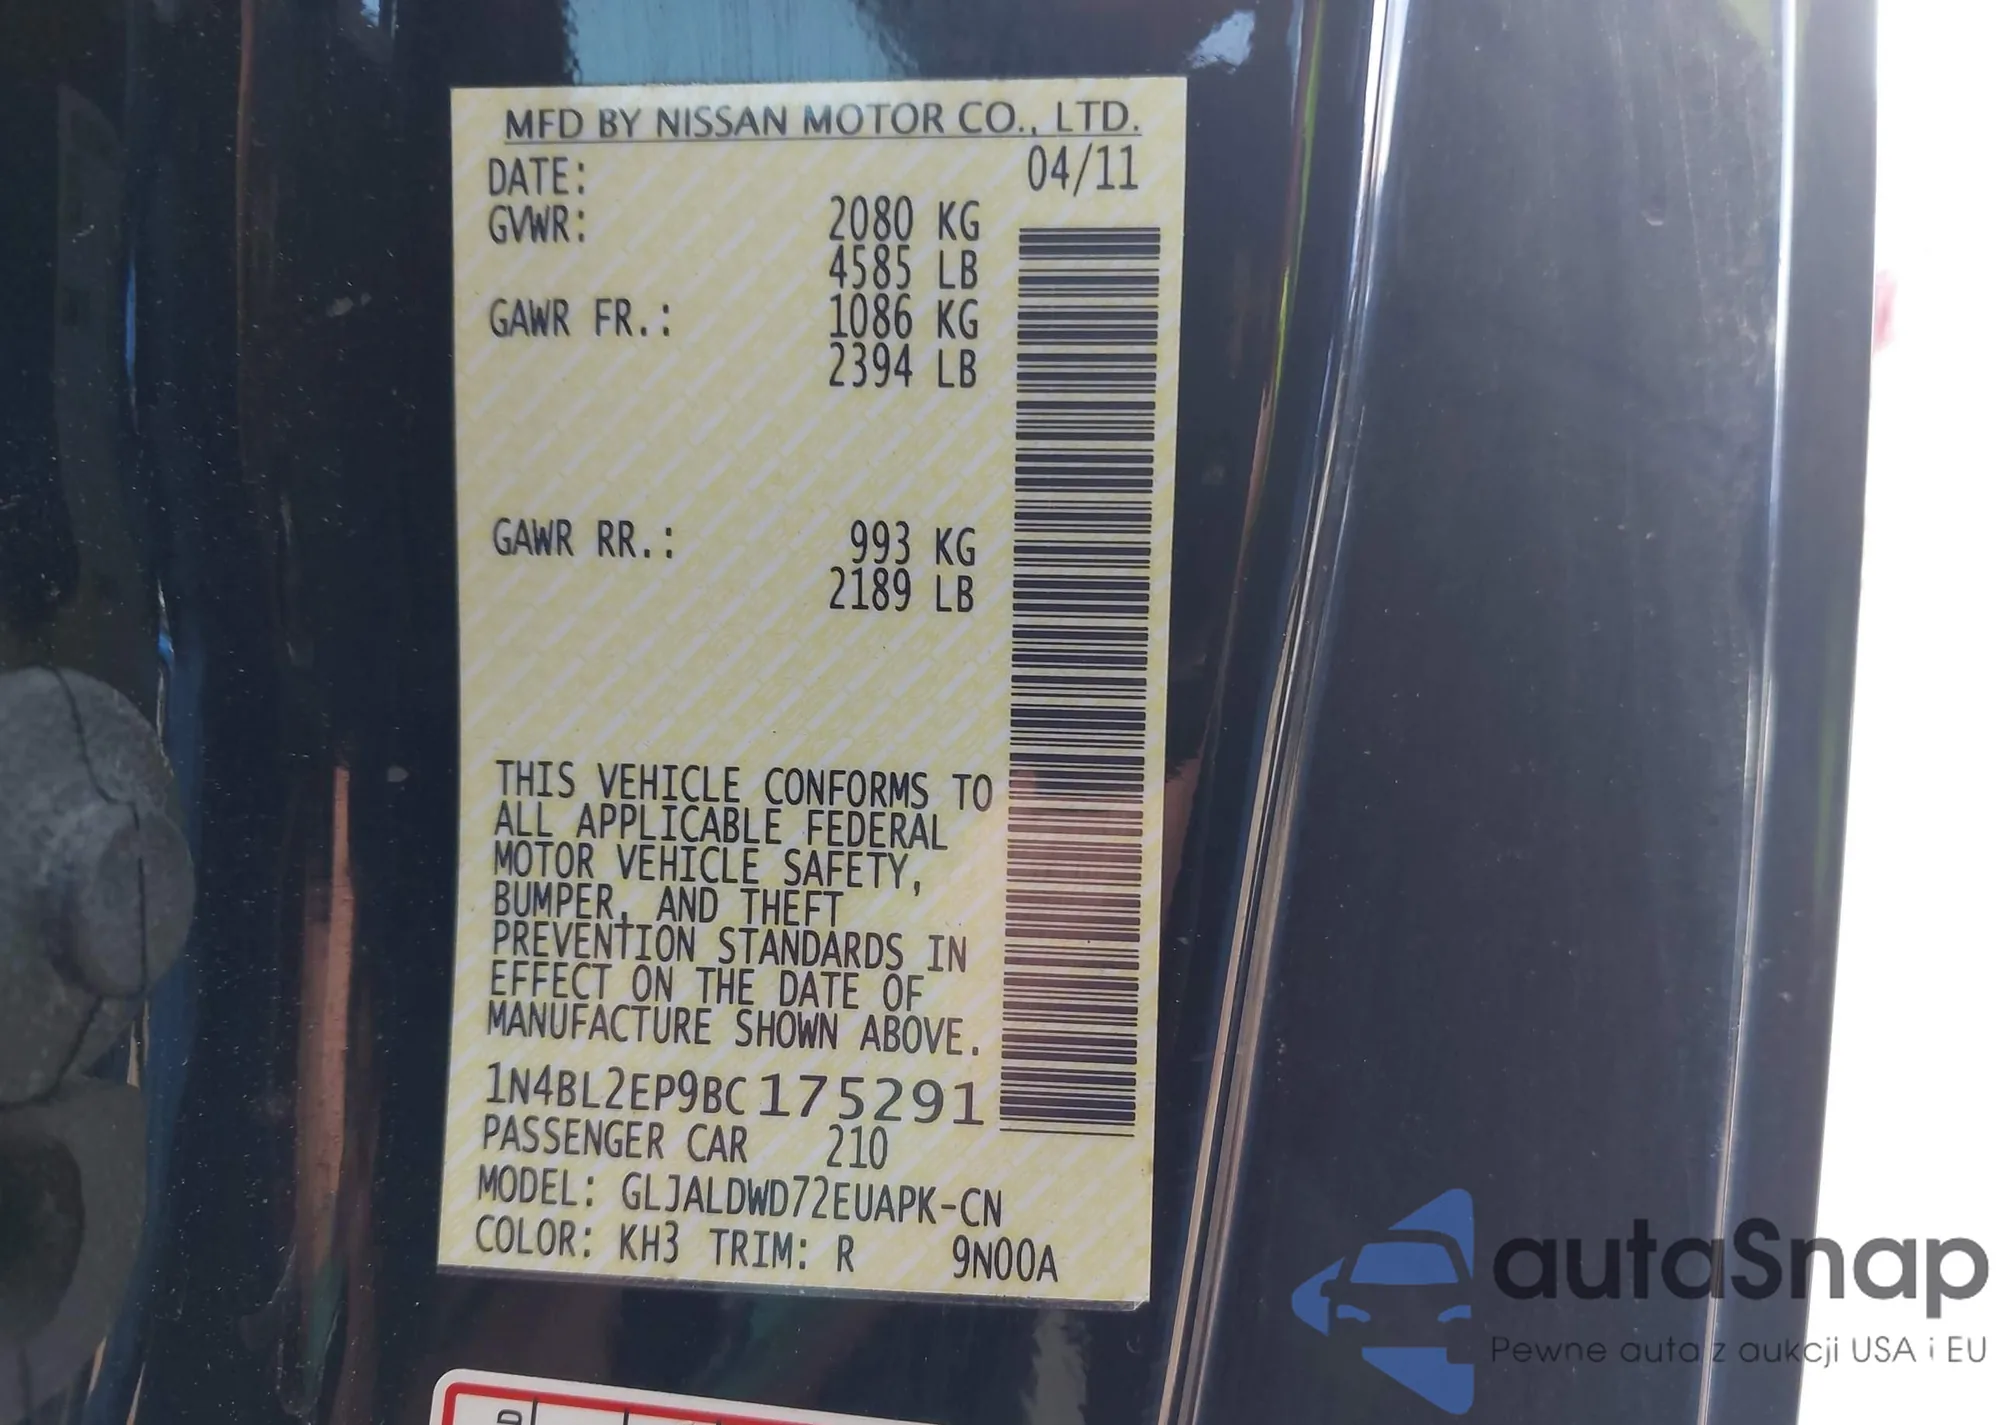 MFD BY NISSAN MOTOR CO., LTD.
DATE: 04/11
GVWR: 2080 KG
4585 LB
GAWR FR.: 1086 KG
2394 LB
GAWR RR.: 993 KG
2189 LB
THIS VEHICLE CONFORMS TO
ALL APPLICABLE FEDERAL
MOTOR VEHICLE SAFETY,
BUMPER, AND THEFT
PREVENTION STANDARDS IN
EFFECT ON THE DATE OF
MANUFACTURE SHOWN ABOVE.
1N4BL2EP9BC175291
PASSENGER CAR 210
MODEL: GLJALDWD72EUAPK-CN
COLOR: KH3 TRIM: R 9N00A
autaSnap
Pewne auta z aukcji USA i EU